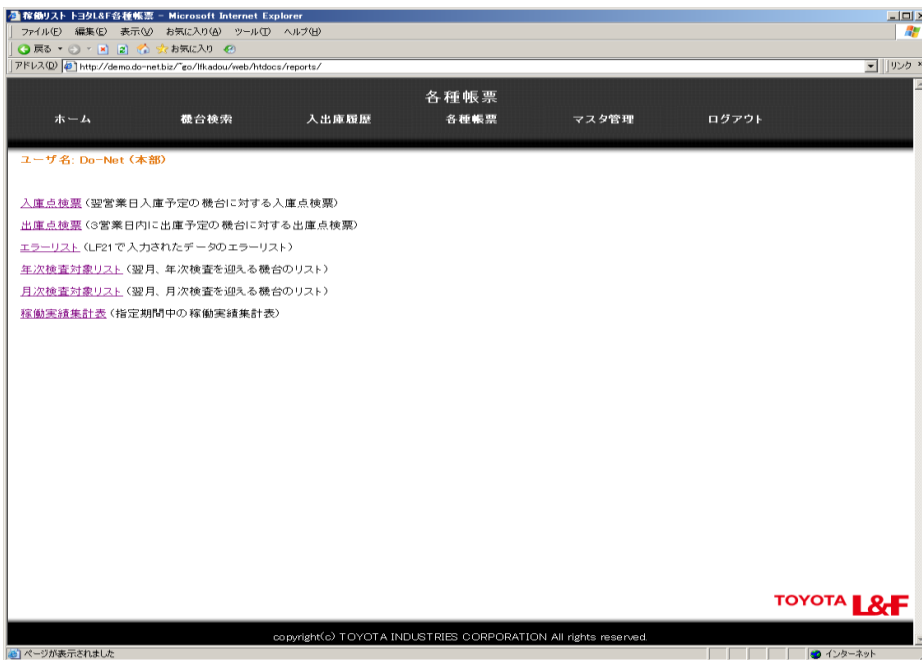 稼働リスト トヨタL&F各種帳票 - Microsoft Internet Explorer
ファイル(F) 編集(E) 表示(V) お気に入り(A) ツール(T) ヘルプ(H)
戻る お気に入り
アドレス(D) http://demo.do-net.biz/~go/lfkadou/web/htdocs/reports/ リンク
各種帳票
ホーム 機台検索 入出庫履歴 各種帳票 マスタ管理 ログアウト
ユーザ名: Do-Net (本部)
入庫点検票 (翌営業日入庫予定の機台に対する入庫点検票)
出庫点検票 (3営業日内に出庫予定の機台に対する出庫点検票)
エラーリスト (LF21で入力されたデータのエラーリスト)
年次検査対象リスト (翌月、年次検査を迎える機台のリスト)
月次検査対象リスト (翌月、月次検査を迎える機台のリスト)
稼働実績集計表 (指定期間中の稼働実績集計表)
TOYOTA L&F
copyright(c) TOYOTA INDUSTRIES CORPORATION All rights reserved.
ページが表示されました インターネット